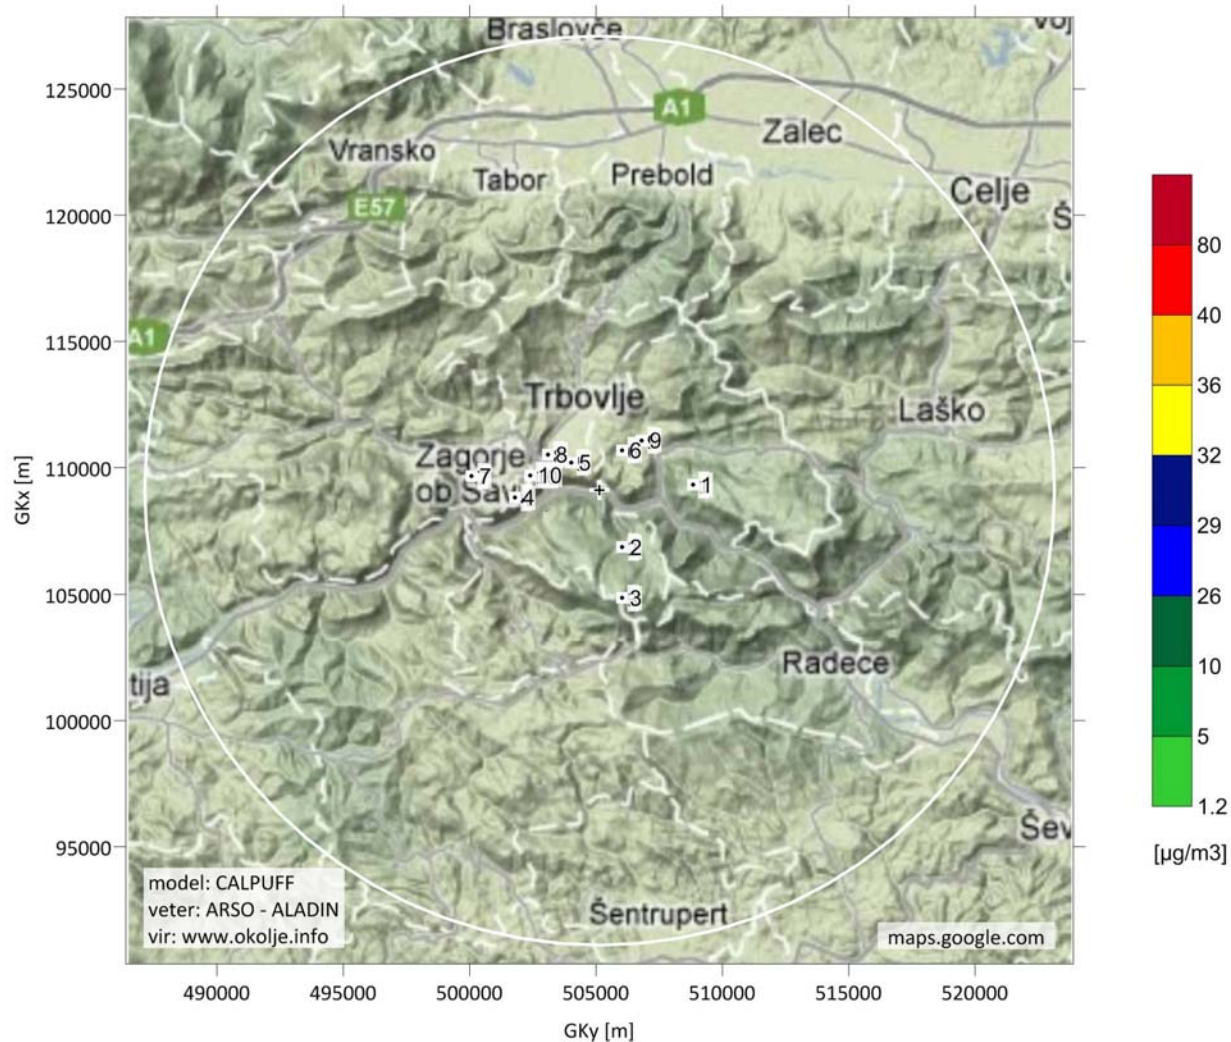 Braslovče
Voj
125000
A1
Zalec
Vransko
Tabor
Prebold
Celje
E57
Š
120000
80
A1
115000
40
36
Trbovlje
Laško
32
9
6
8
5
Zagorje
110000
7
10
1
ob Sav
4
29
GKx [m]
2
26
3
105000
10
Radece
tija
5
100000
1.2
Šev
95000
[µg/m3]
model: CALPUFF
veter: ARSO - ALADIN
vir: www.okolje.info
Šentrupert
maps.google.com
490000 495000 500000 505000 510000 515000 520000
GKy [m]